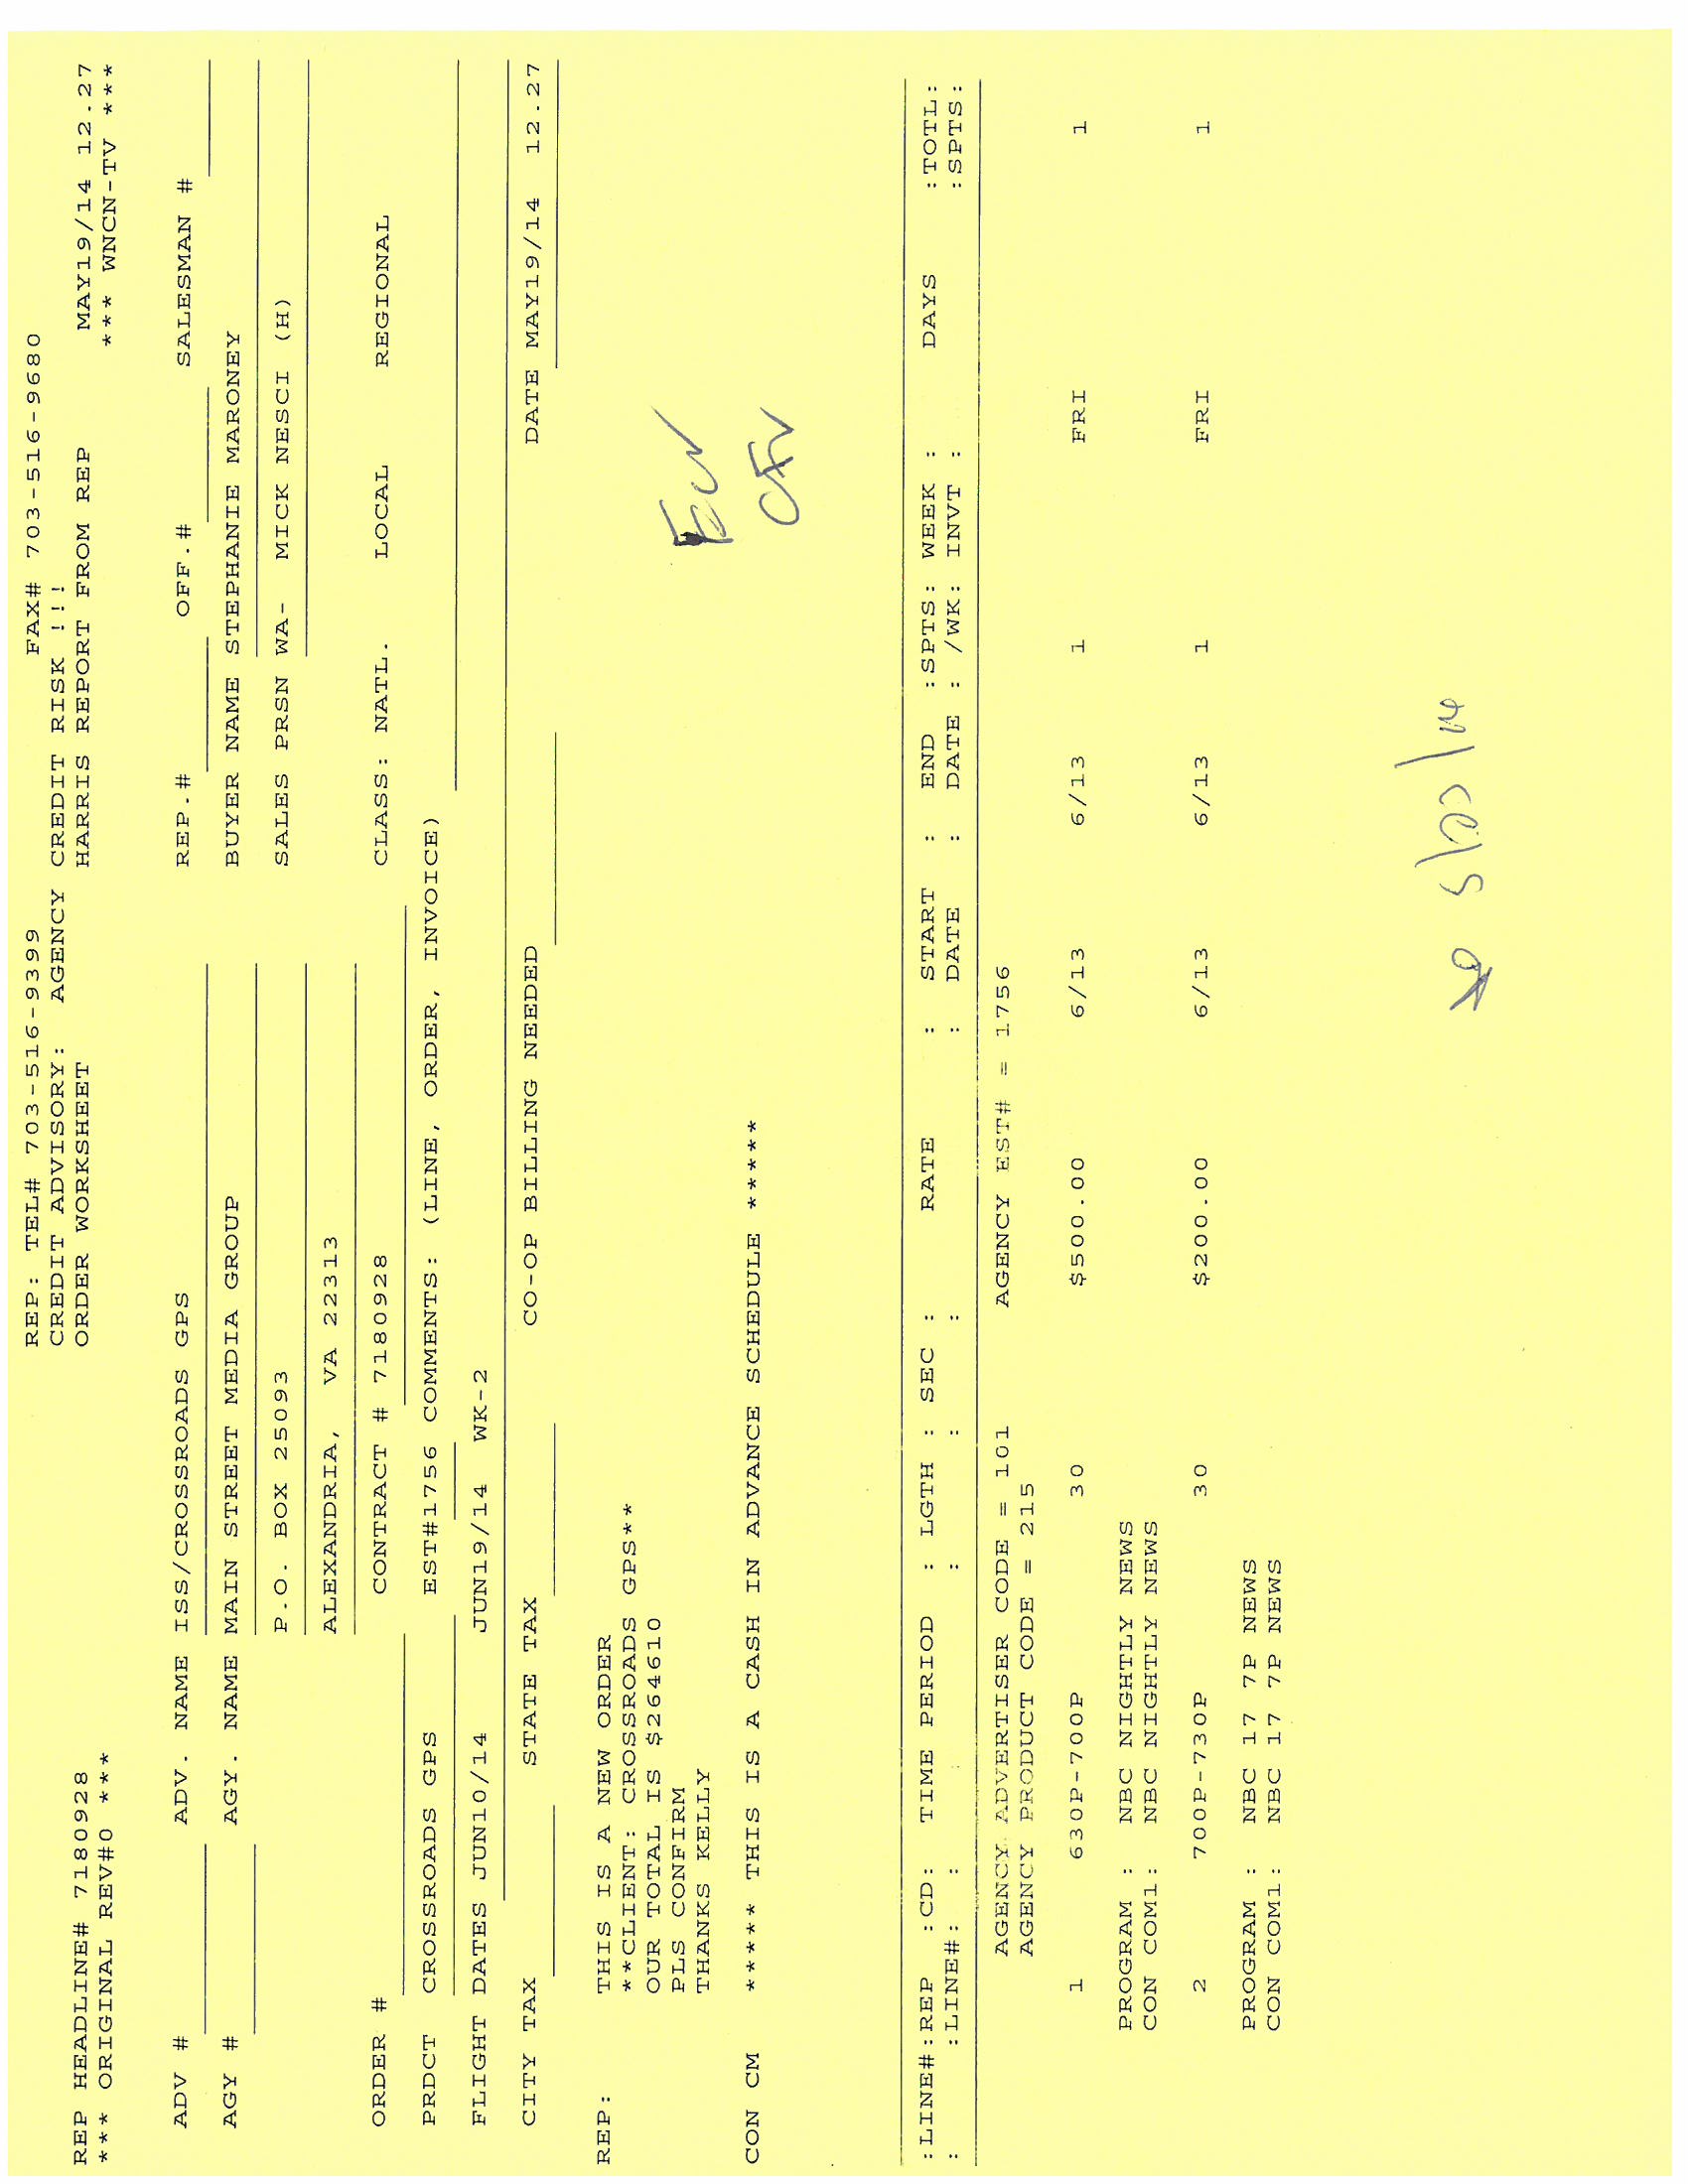 REP: TEL# 703-516-9399 FAX# 703-516-9680
CREDIT ADVISORY: AGENCY CREDIT RISK !!!
REP HEADLINE# 7180928 ORDER WORKSHEET HARRIS REPORT FROM REP MAY19/14 12.27
*** ORIGINAL REV#0 *** *** WNCN-TV ***
ADV # ADV. NAME ISS/CROSSROADS GPS REP.# OFF.# SALESMAN #
AGY # AGY. NAME MAIN STREET MEDIA GROUP BUYER NAME STEPHANIE MARONEY
P.O. BOX 25093 SALES PRSN WA- MICK NESCI (H)
ALEXANDRIA, VA 22313
ORDER # CONTRACT # 7180928 CLASS: NATL. LOCAL REGIONAL
PRDCT CROSSROADS GPS EST#1756 COMMENTS: (LINE, ORDER, INVOICE)
FLIGHT DATES JUN10/14 JUN19/14 WK-2
CITY TAX STATE TAX CO-OP BILLING NEEDED DATE MAY19/14 12.27
REP: THIS IS A NEW ORDER
**CLIENT: CROSSROADS GPS**
OUR TOTAL IS $264610
PLS CONFIRM
THANKS KELLY
CON CM ***** THIS IS A CASH IN ADVANCE SCHEDULE *****
:LINE#:REP :CD: TIME PERIOD : LGTH : SEC : RATE : START : END :SPTS: WEEK : DAYS :TOTL:
: :LINE#: : : : : DATE : DATE : /WK: INVT : :SPTS:
AGENCY ADVERTISER CODE = 101 AGENCY EST# = 1756
AGENCY PRODUCT CODE = 215
1 630P-700P 30 $500.00 6/13 6/13 1 FRI 1
PROGRAM : NBC NIGHTLY NEWS
CON COM1: NBC NIGHTLY NEWS
2 700P-730P 30 $200.00 6/13 6/13 1 FRI 1
PROGRAM : NBC 17 7P NEWS
CON COM1: NBC 17 7P NEWS